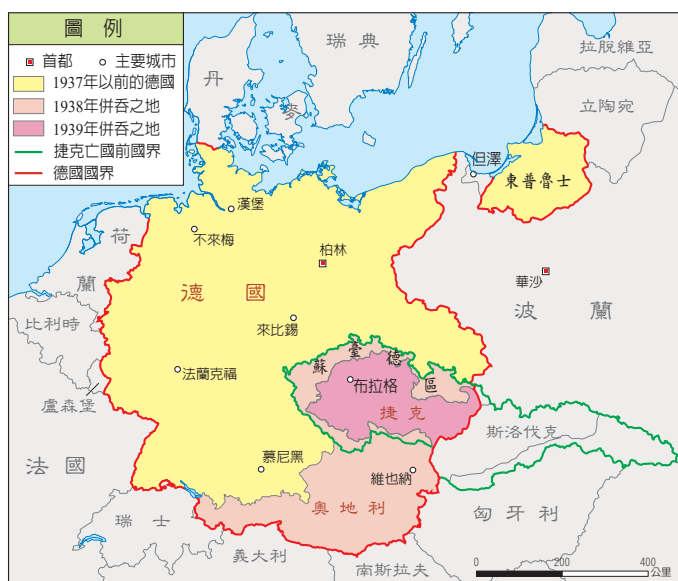 圖例
首都 主要城市
1937年以前的德國
1938年併吞之地
1939年併吞之地
捷克亡國前國界
德國國界
瑞典
拉脫維亞
丹麥
立陶宛
但澤
東普魯士
漢堡
不來梅
荷蘭
柏林
華沙
德國
波蘭
比利時
來比錫
蘇臺德區
法蘭克福
布拉格
盧森堡
捷克
斯洛伐克
法國
慕尼黑
維也納
奧地利
匈牙利
瑞士
義大利
南斯拉夫
0 200 400
公里